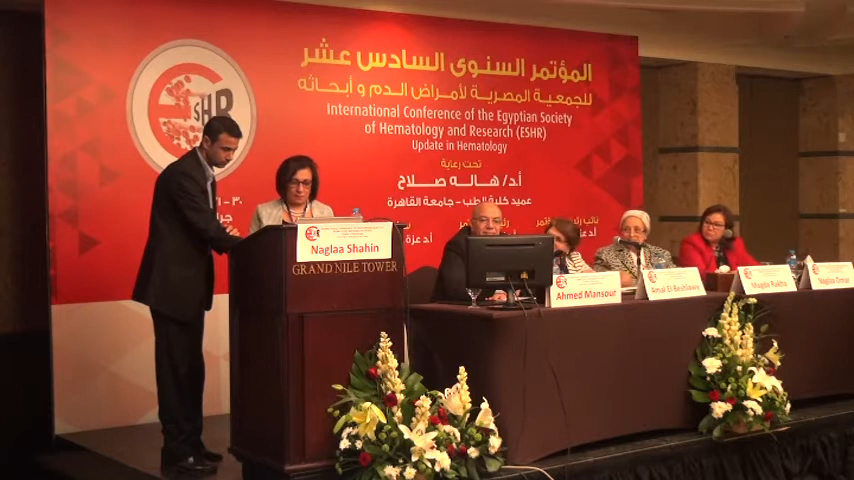 المؤتمر السنوى السادس عشر
للجمعية المصرية لأمراض الدم و أبحاثه
International Conference of the Egyptian Society
of Hematology and Research (ESHR)
Update in Hematology
تحت رعاية
أ.د/ هاله صلاح
عميد كلية الطب - جامعة القاهرة
ESHR
نائب
أ.د عزة
Naglaa Shahin
GRAND NILE TOWER
Ahmed Mansour
Amal El-Beshlawy
Magda Rakha
Naglaa Omar